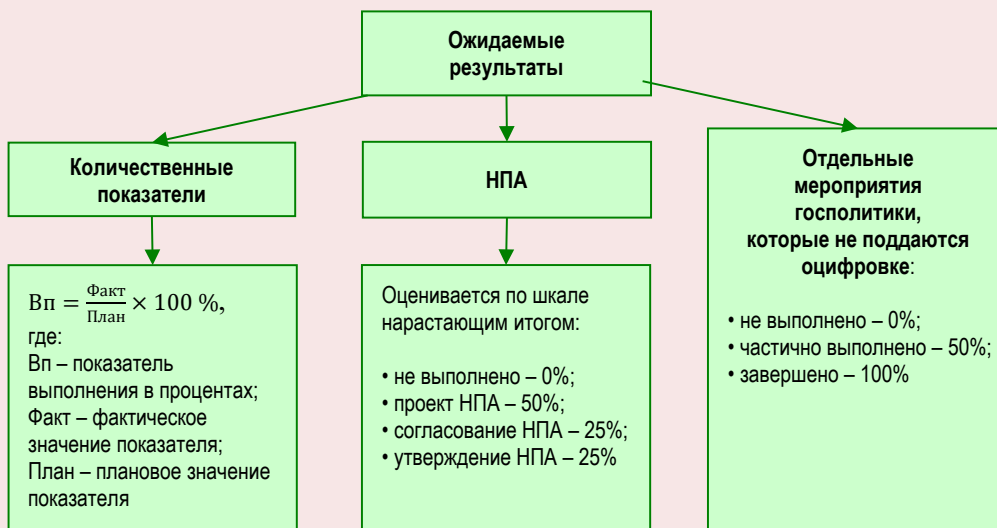 Ожидаемые
результаты
Количественные
показатели
Вп = Факт/План × 100 %,
где:
Вп – показатель
выполнения в процентах;
Факт – фактическое
значение показателя;
План – плановое значение
показателя
НПА
Оценивается по шкале
нарастающим итогом:
• не выполнено – 0%;
• проект НПА – 50%;
• согласование НПА – 25%;
• утверждение НПА – 25%
Отдельные
мероприятия
госполитики,
которые не поддаются
оцифровке:
• не выполнено – 0%;
• частично выполнено – 50%;
• завершено – 100%